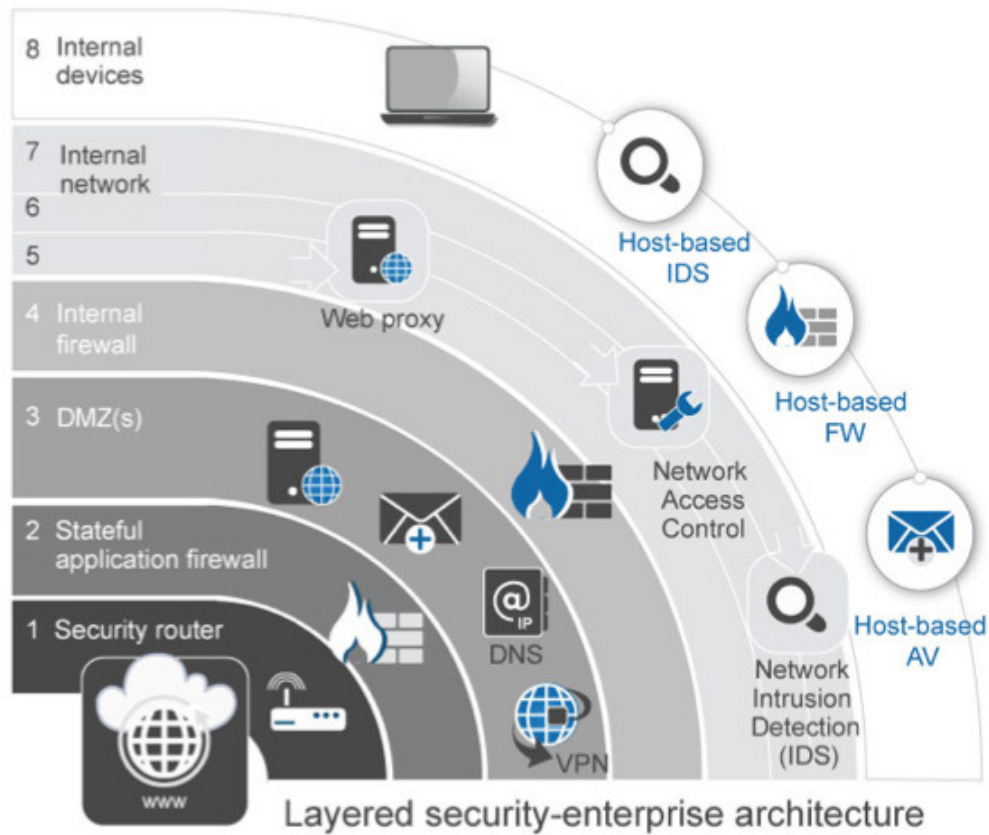 8 Internal
devices
7 Internal
network
6
5
Web proxy
4 Internal
firewall
3 DMZ(s)
2 Stateful
application firewall
1 Security router
www
@
IP
DNS
VPN
Network
Access
Control
Network
Intrusion
Detection
(IDS)
Host-based
IDS
Host-based
FW
Host-based
AV
Layered security-enterprise architecture